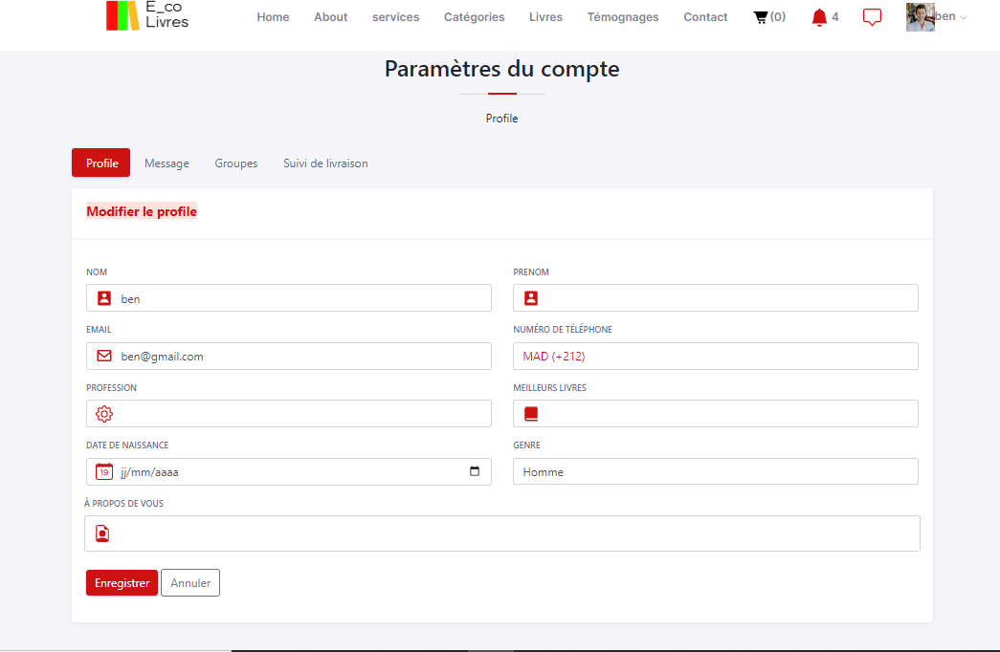 E_co
Livres
Home About services Catégories Livres Témognages Contact (0) 4 ben
Paramètres du compte
Profile
Profile Message Groupes Suivi de livraison
Modifier le profile
NOM PRENOM
ben
EMAIL NUMÉRO DE TÉLÉPHONE
ben@gmail.com MAD (+212)
PROFESSION MEILLEURS LIVRES
DATE DE NAISSANCE GENRE
19 jj/mm/aaaa Homme
À PROPOS DE VOUS
Enregistrer Annuler